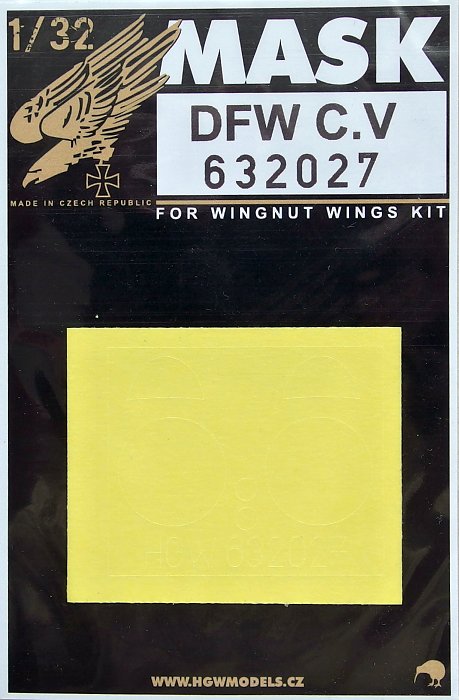 1/32
MASK
DFW C.V
632027
MADE IN CZECH REPUBLIC
FOR WINGNUT WINGS KIT
WWW.HGWMODELS.CZ